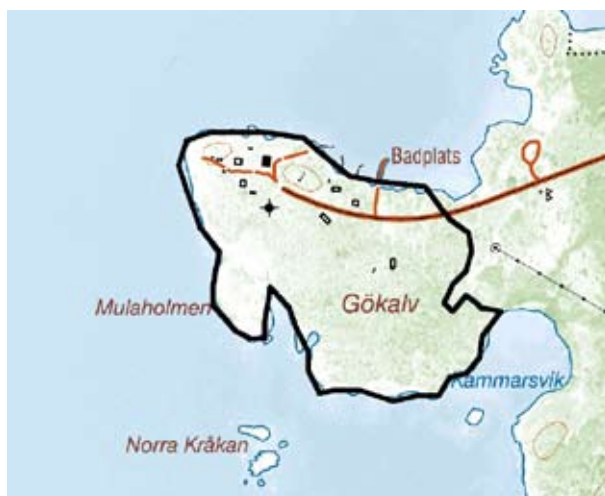 Badplats
Mulaholmen
Gökalv
Kammarsvik
Norra Kråkan